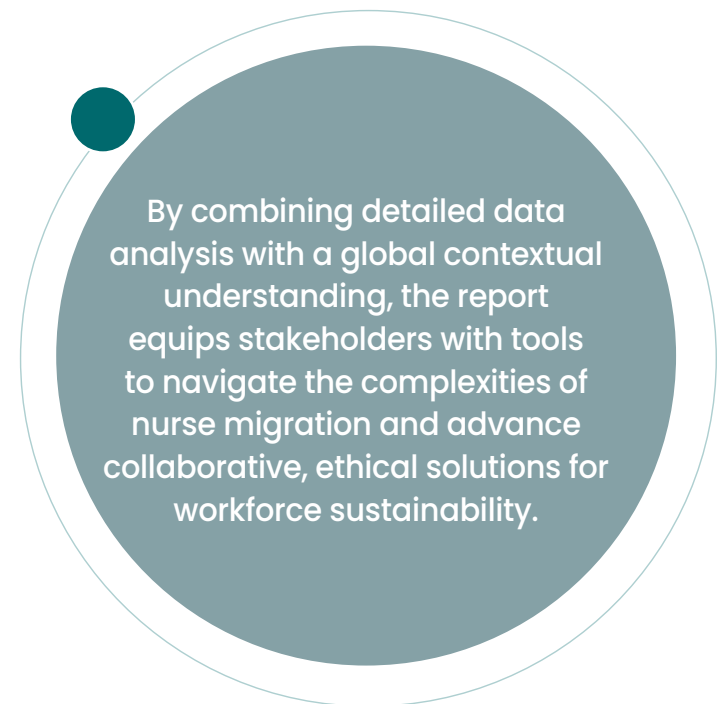 By combining detailed data
analysis with a global contextual
understanding, the report
equips stakeholders with tools
to navigate the complexities of
nurse migration and advance
collaborative, ethical solutions for
workforce sustainability.